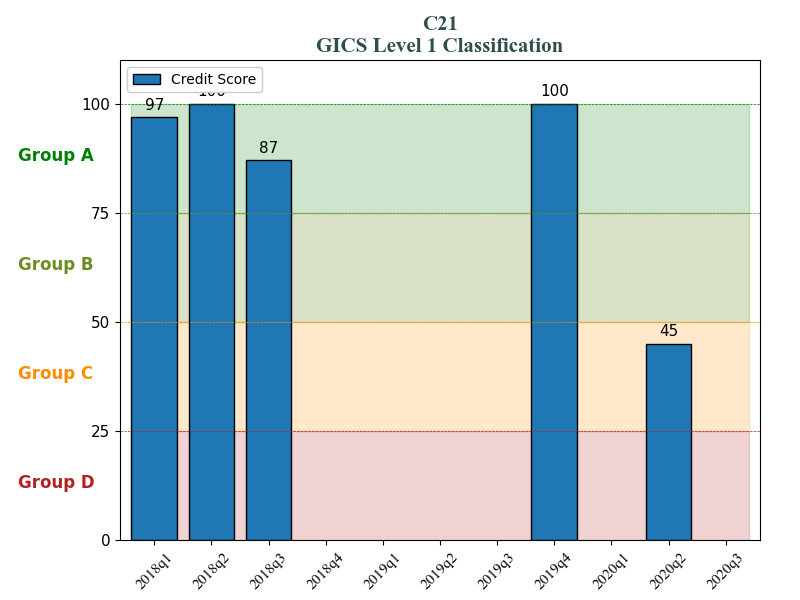 C21
GICS Level 1 Classification
Credit Score
97
100
87
100
45
100
75
50
25
0
Group A
Group B
Group C
Group D
2018q1
2018q2
2018q3
2018q4
2019q1
2019q2
2019q3
2019q4
2020q1
2020q2
2020q3